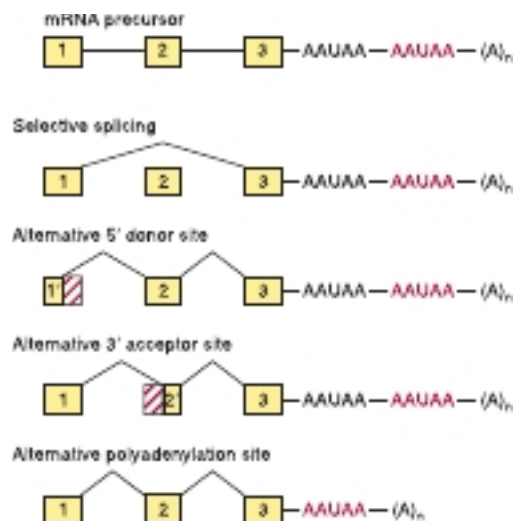 mRNA precursor
1 2 3 AAUAA AAUAA (A)n
Selective splicing
1 2 3 AAUAA AAUAA (A)n
Alternative 5' donor site
1' 2 3 AAUAA AAUAA (A)n
Alternative 3' acceptor site
1 2' 3 AAUAA AAUAA (A)n
Alternative polyadenylation site
1 2 3 AAUAA (A)n